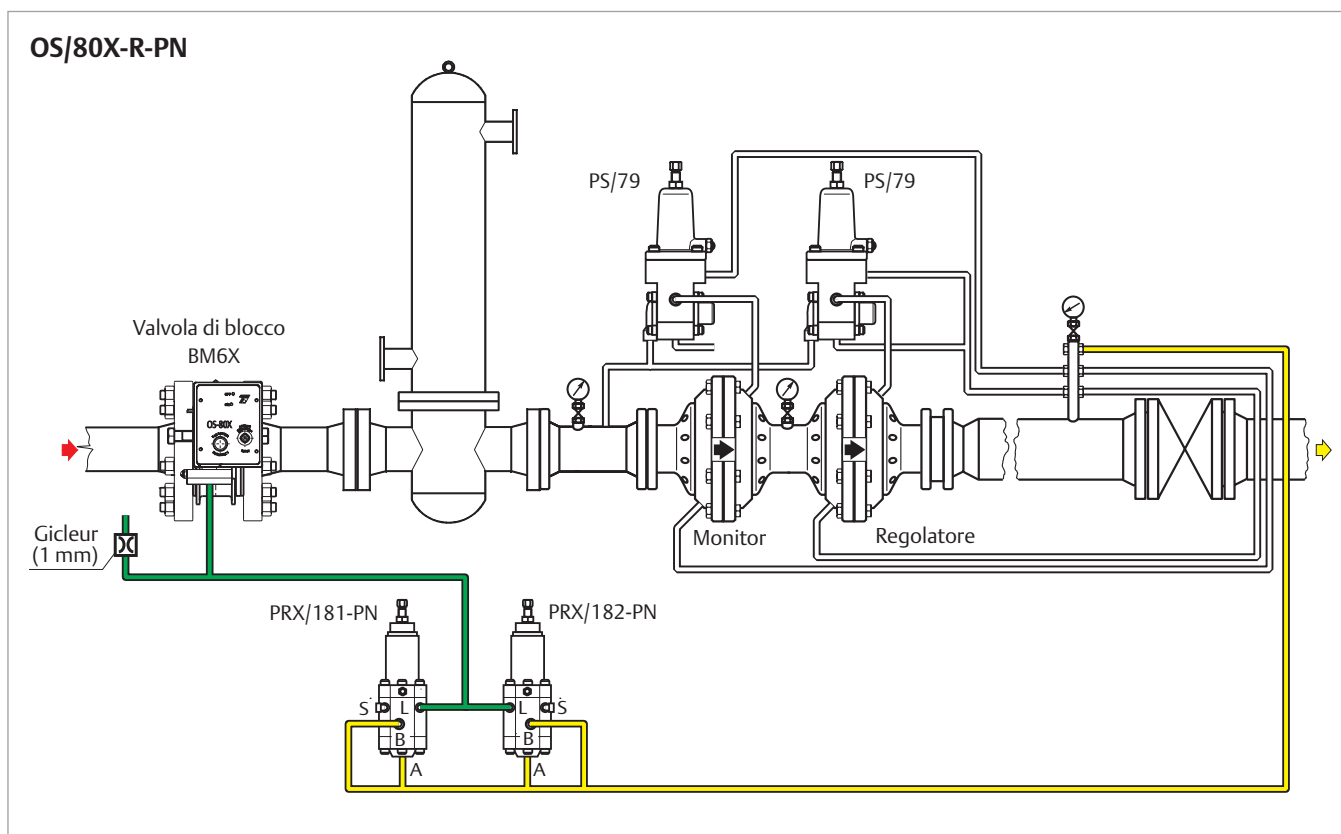 OS/80X-R-PN
PS/79
PS/79
Valvola di blocco
BM6X
OS-80X
Gicleur
(1 mm)
Monitor
Regolatore
PRX/181-PN
PRX/182-PN
S
L
L
S
B
B
A
A